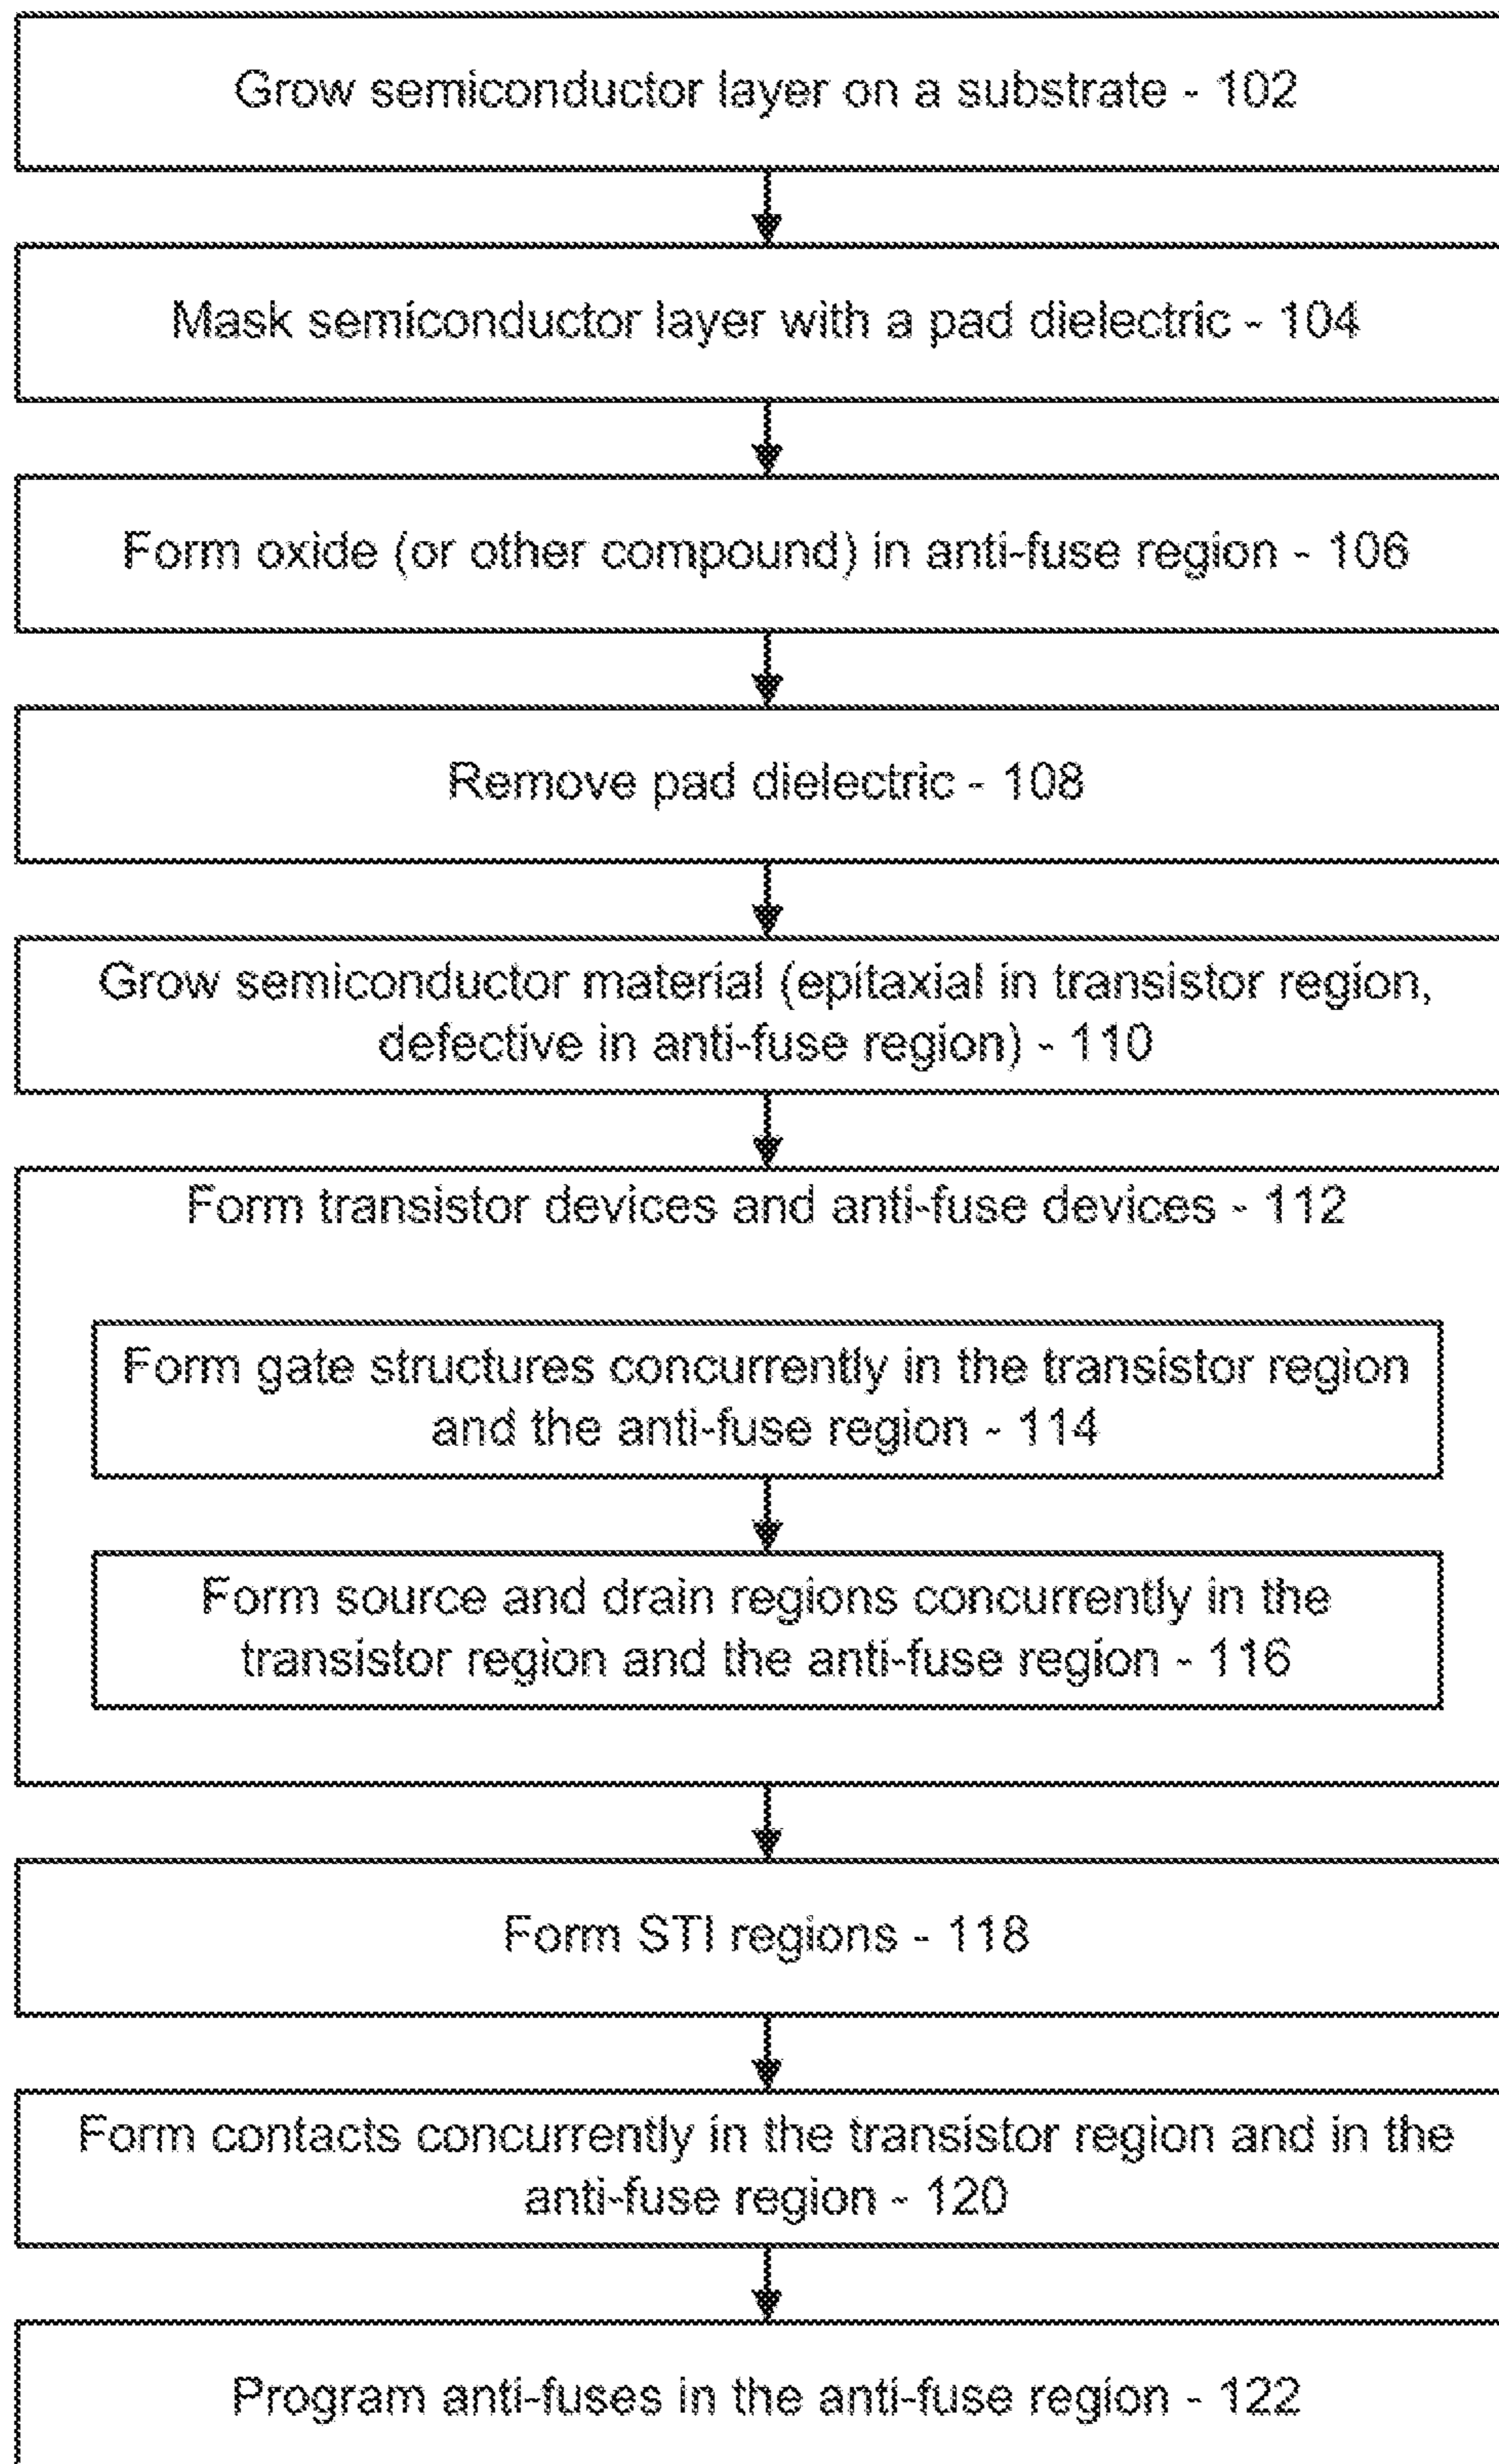 Grow semiconductor layer on a substrate - 102
Mask semiconductor layer with a pad dielectric - 104
Form oxide (or other compound) in anti-fuse region - 106
Remove pad dielectric - 108
Grow semiconductor material (epitaxial in transistor region,
defective in anti-fuse region) - 110
Form transistor devices and anti-fuse devices - 112
Form gate structures concurrently in the transistor region
and the anti-fuse region - 114
Form source and drain regions concurrently in the
transistor region and the anti-fuse region - 116
Form STI regions - 118
Form contacts concurrently in the transistor region and in the
anti-fuse region - 120
Program anti-fuses in the anti-fuse region - 122